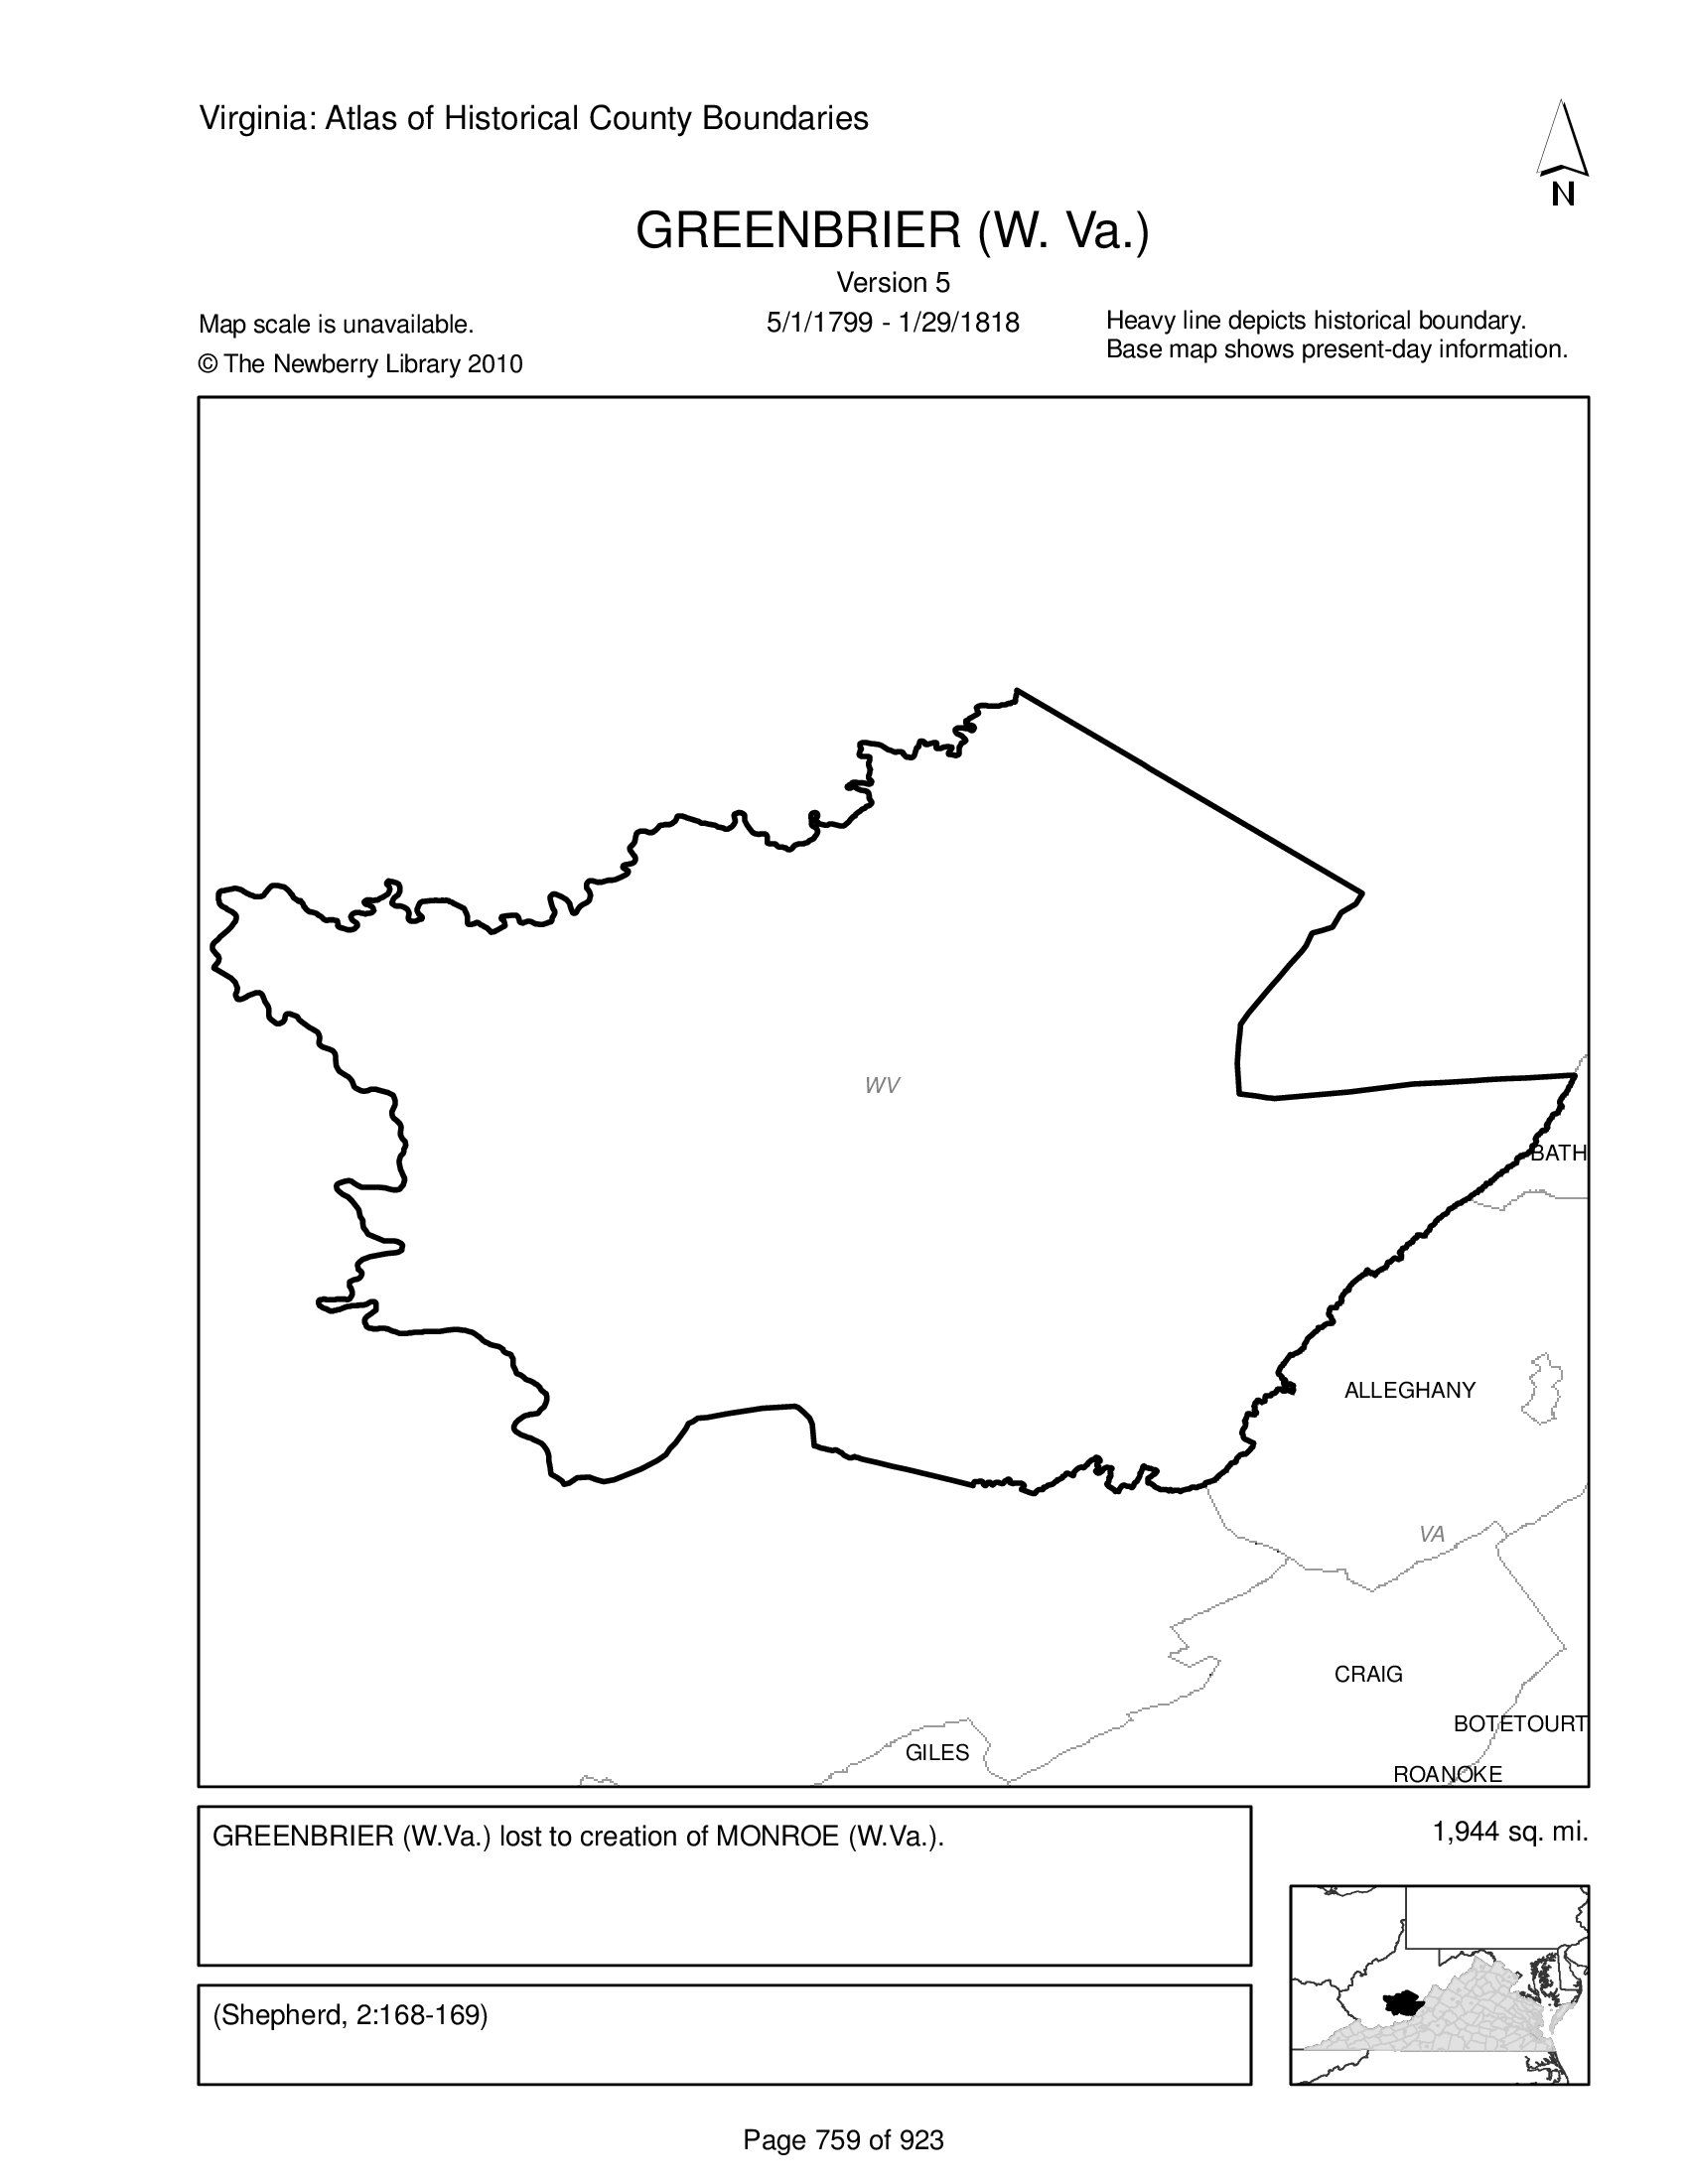 Virginia: Atlas of Historical County Boundaries
N
GREENBRIER (W. Va.)
Version 5
Map scale is unavailable.
5/1/1799 - 1/29/1818
Heavy line depicts historical boundary.
Base map shows present-day information.
© The Newberry Library 2010
WV
BATH
ALLEGHANY
VA
CRAIG
BOTETOURT
GILES
ROANOKE
GREENBRIER (W.Va.) lost to creation of MONROE (W.Va.).
1,944 sq. mi.
(Shepherd, 2:168-169)
Page 759 of 923